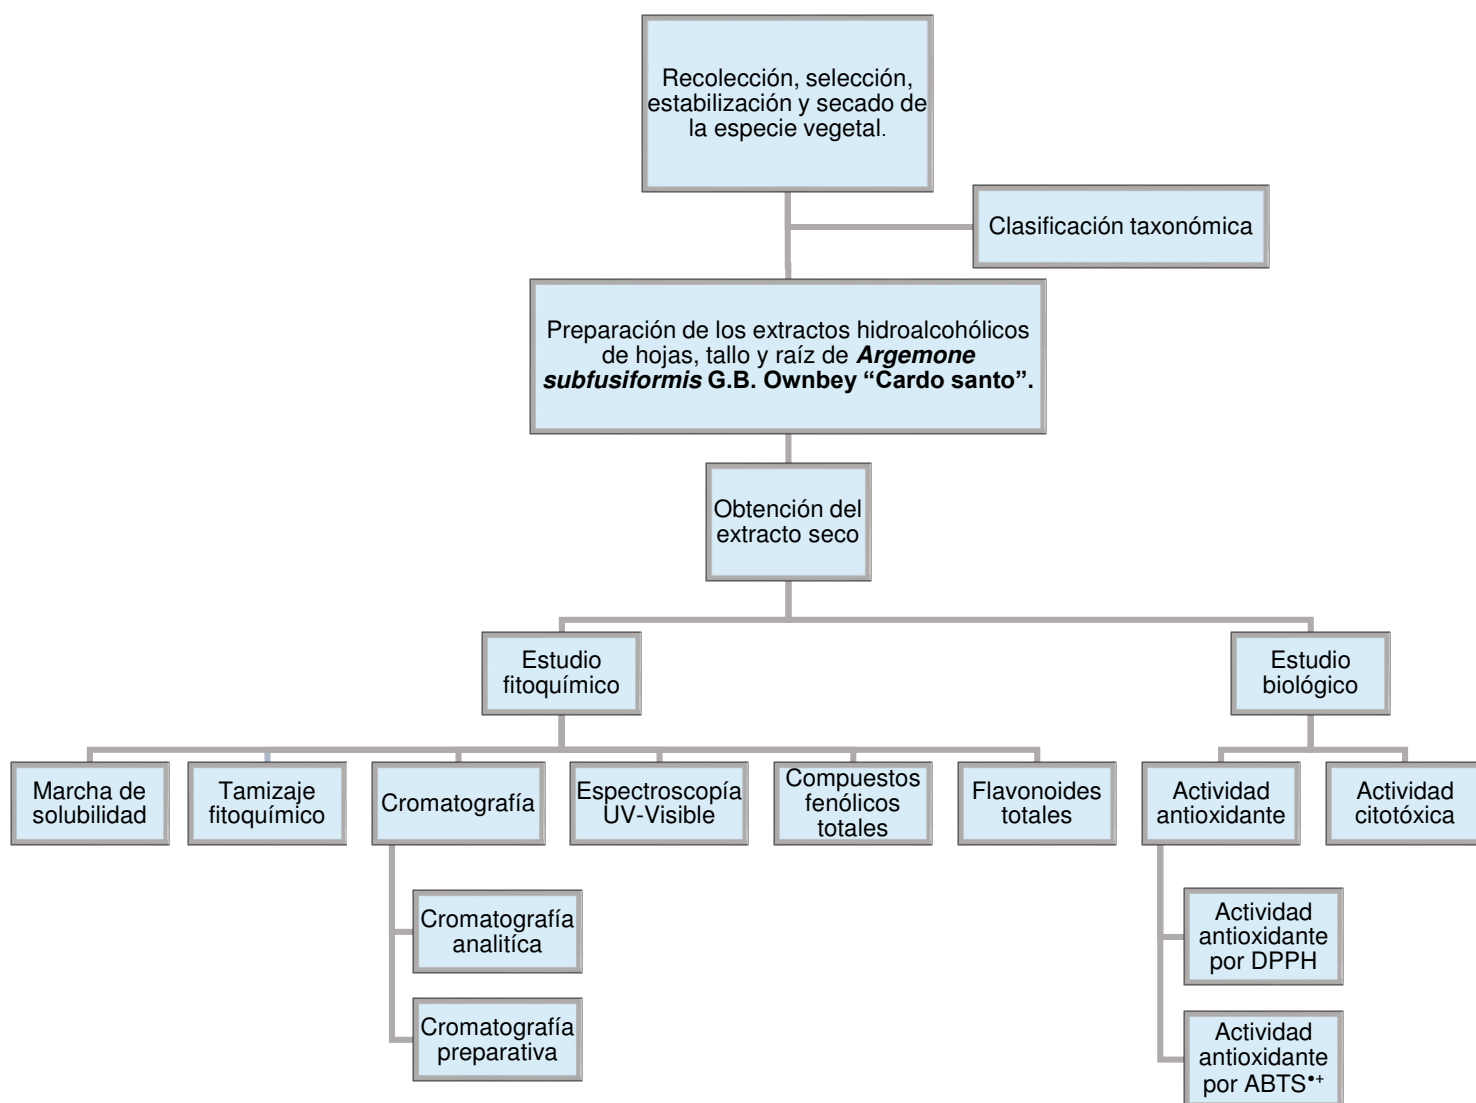 Recolección, selección,
estabilización y secado de
la especie vegetal.
Clasificación taxonómica
Preparación de los extractos hidroalcohólicos
de hojas, tallo y raíz de Argemone
subfusiformis G.B. Ownbey “Cardo santo”.
Obtención del
extracto seco
Estudio
fitoquímico
Estudio
biológico
Marcha de
solubilidad
Tamizaje
fitoquímico
Cromatografía
Espectroscopía
UV-Visible
Compuestos
fenólicos
totales
Flavonoides
totales
Actividad
antioxidante
Actividad
citotóxica
Cromatografía
analitíca
Cromatografía
preparativa
Actividad
antioxidante
por DPPH
Actividad
antioxidante
por ABTS•+